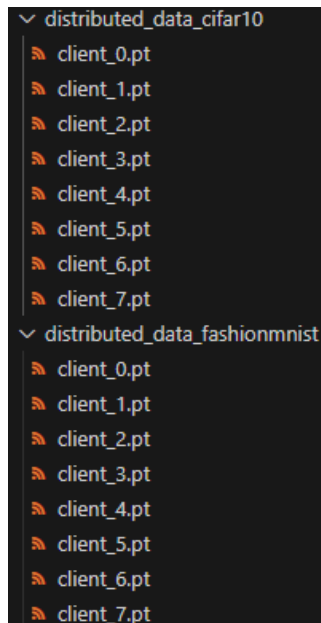 distributed_data_cifar10
client_0.pt
client_1.pt
client_2.pt
client_3.pt
client_4.pt
client_5.pt
client_6.pt
client_7.pt
distributed_data_fashionmnist
client_0.pt
client_1.pt
client_2.pt
client_3.pt
client_4.pt
client_5.pt
client_6.pt
client_7.pt